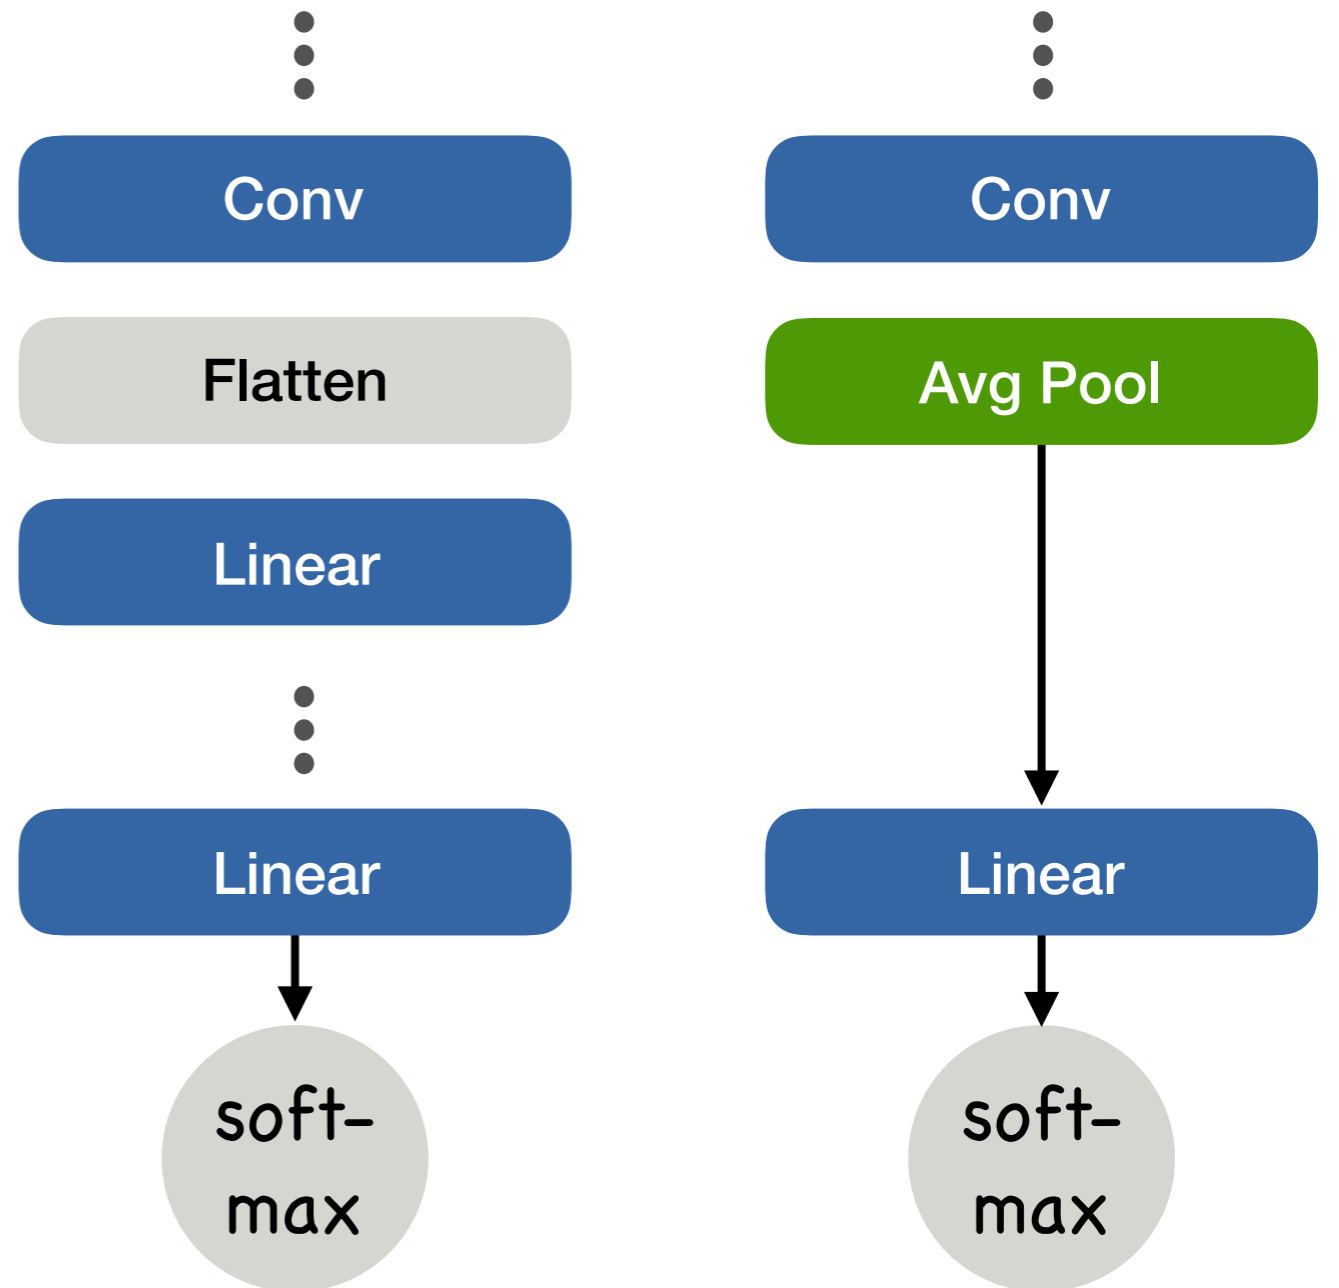 Conv
Flatten
Linear
Linear
soft-
max
Conv
Avg Pool
Linear
soft-
max